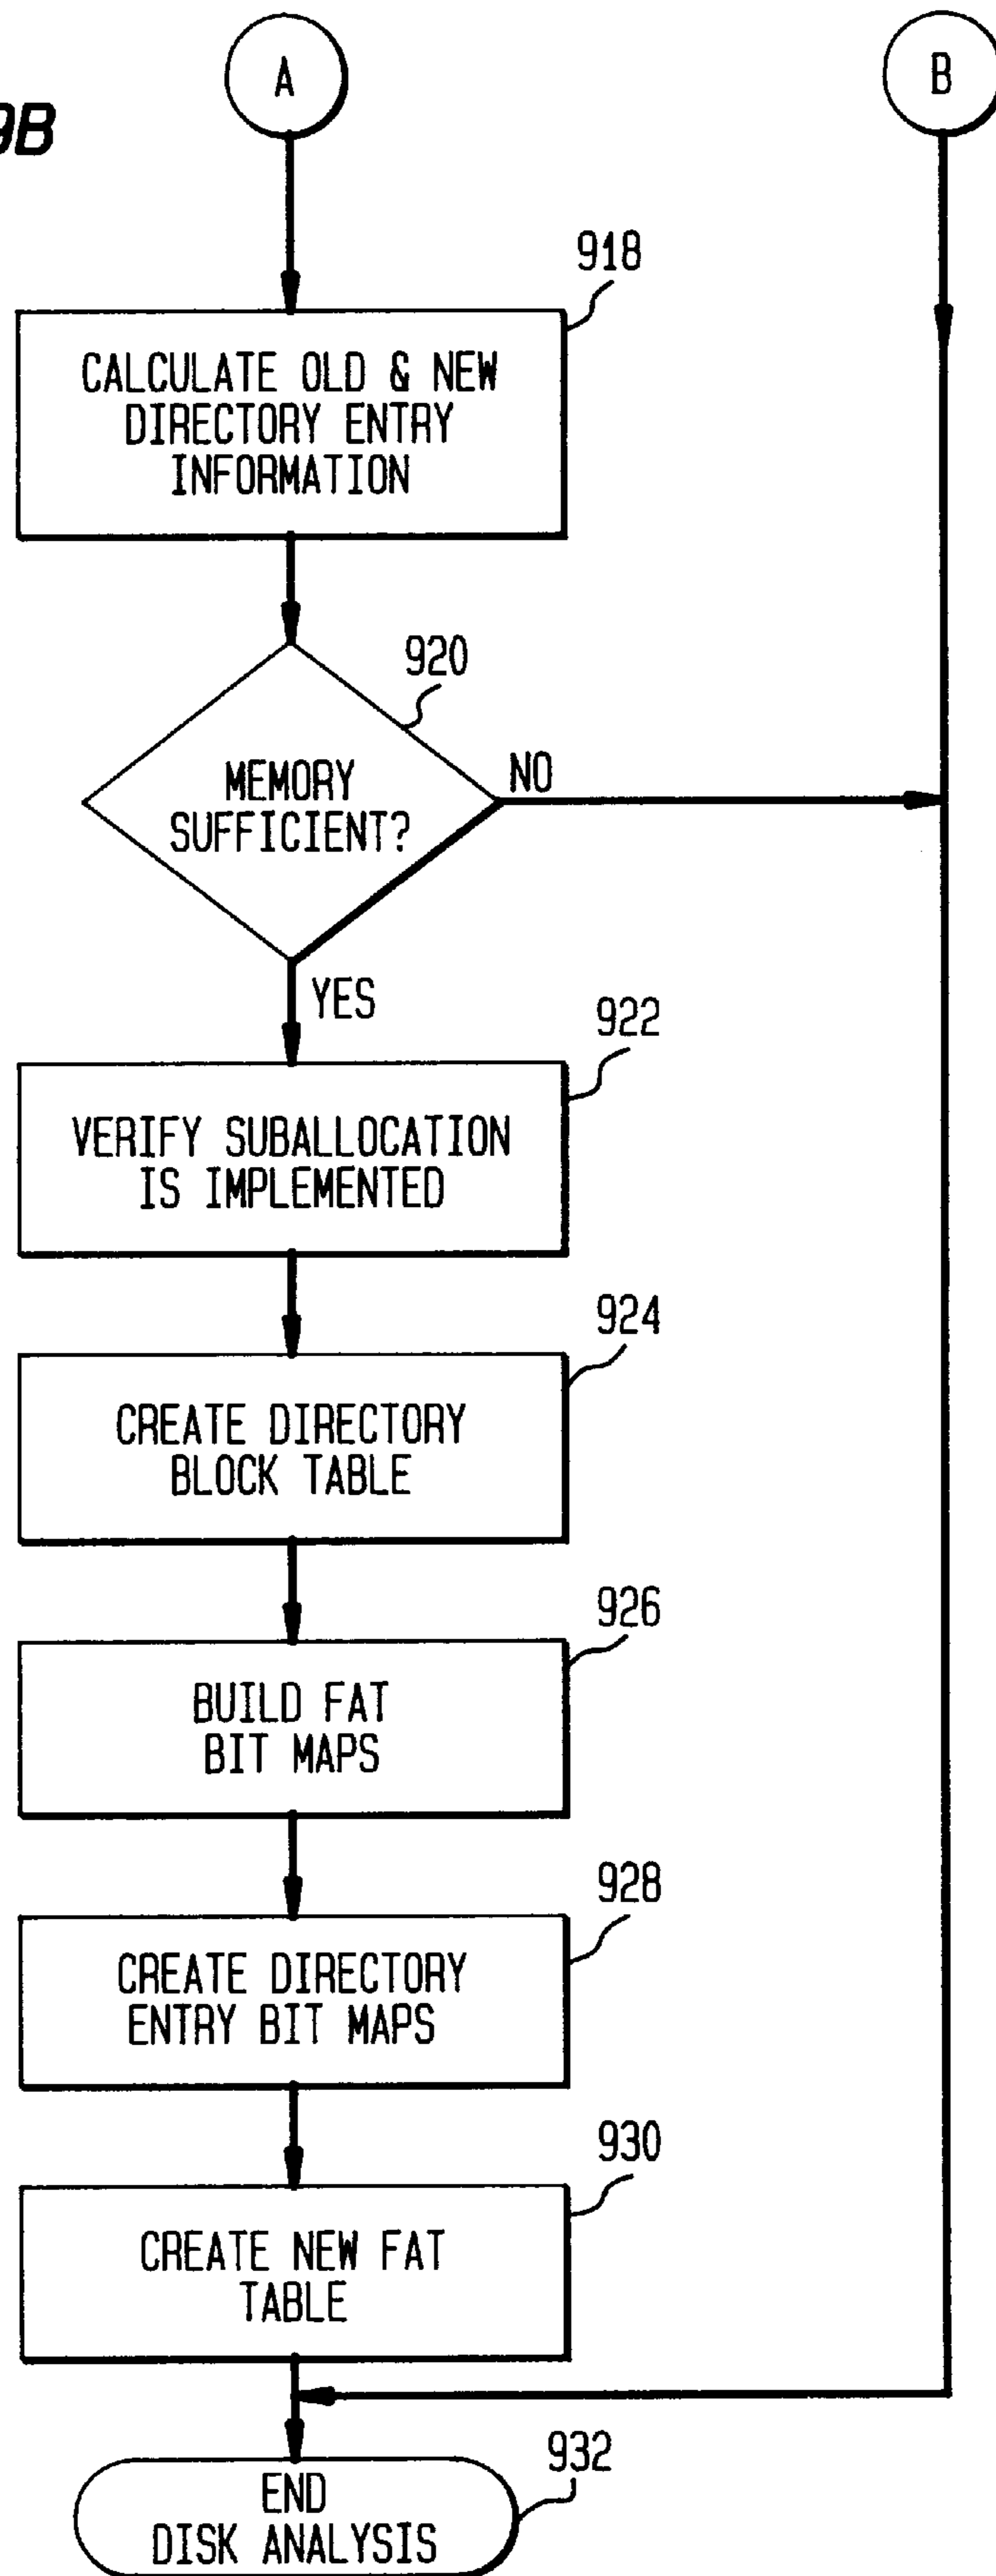 A
B
9B
918
CALCULATE OLD & NEW
DIRECTORY ENTRY
INFORMATION
920
MEMORY
SUFFICIENT?
NO
YES
922
VERIFY SUBALLOCATION
IS IMPLEMENTED
924
CREATE DIRECTORY
BLOCK TABLE
926
BUILD FAT
BIT MAPS
928
CREATE DIRECTORY
ENTRY BIT MAPS
930
CREATE NEW FAT
TABLE
932
END
DISK ANALYSIS